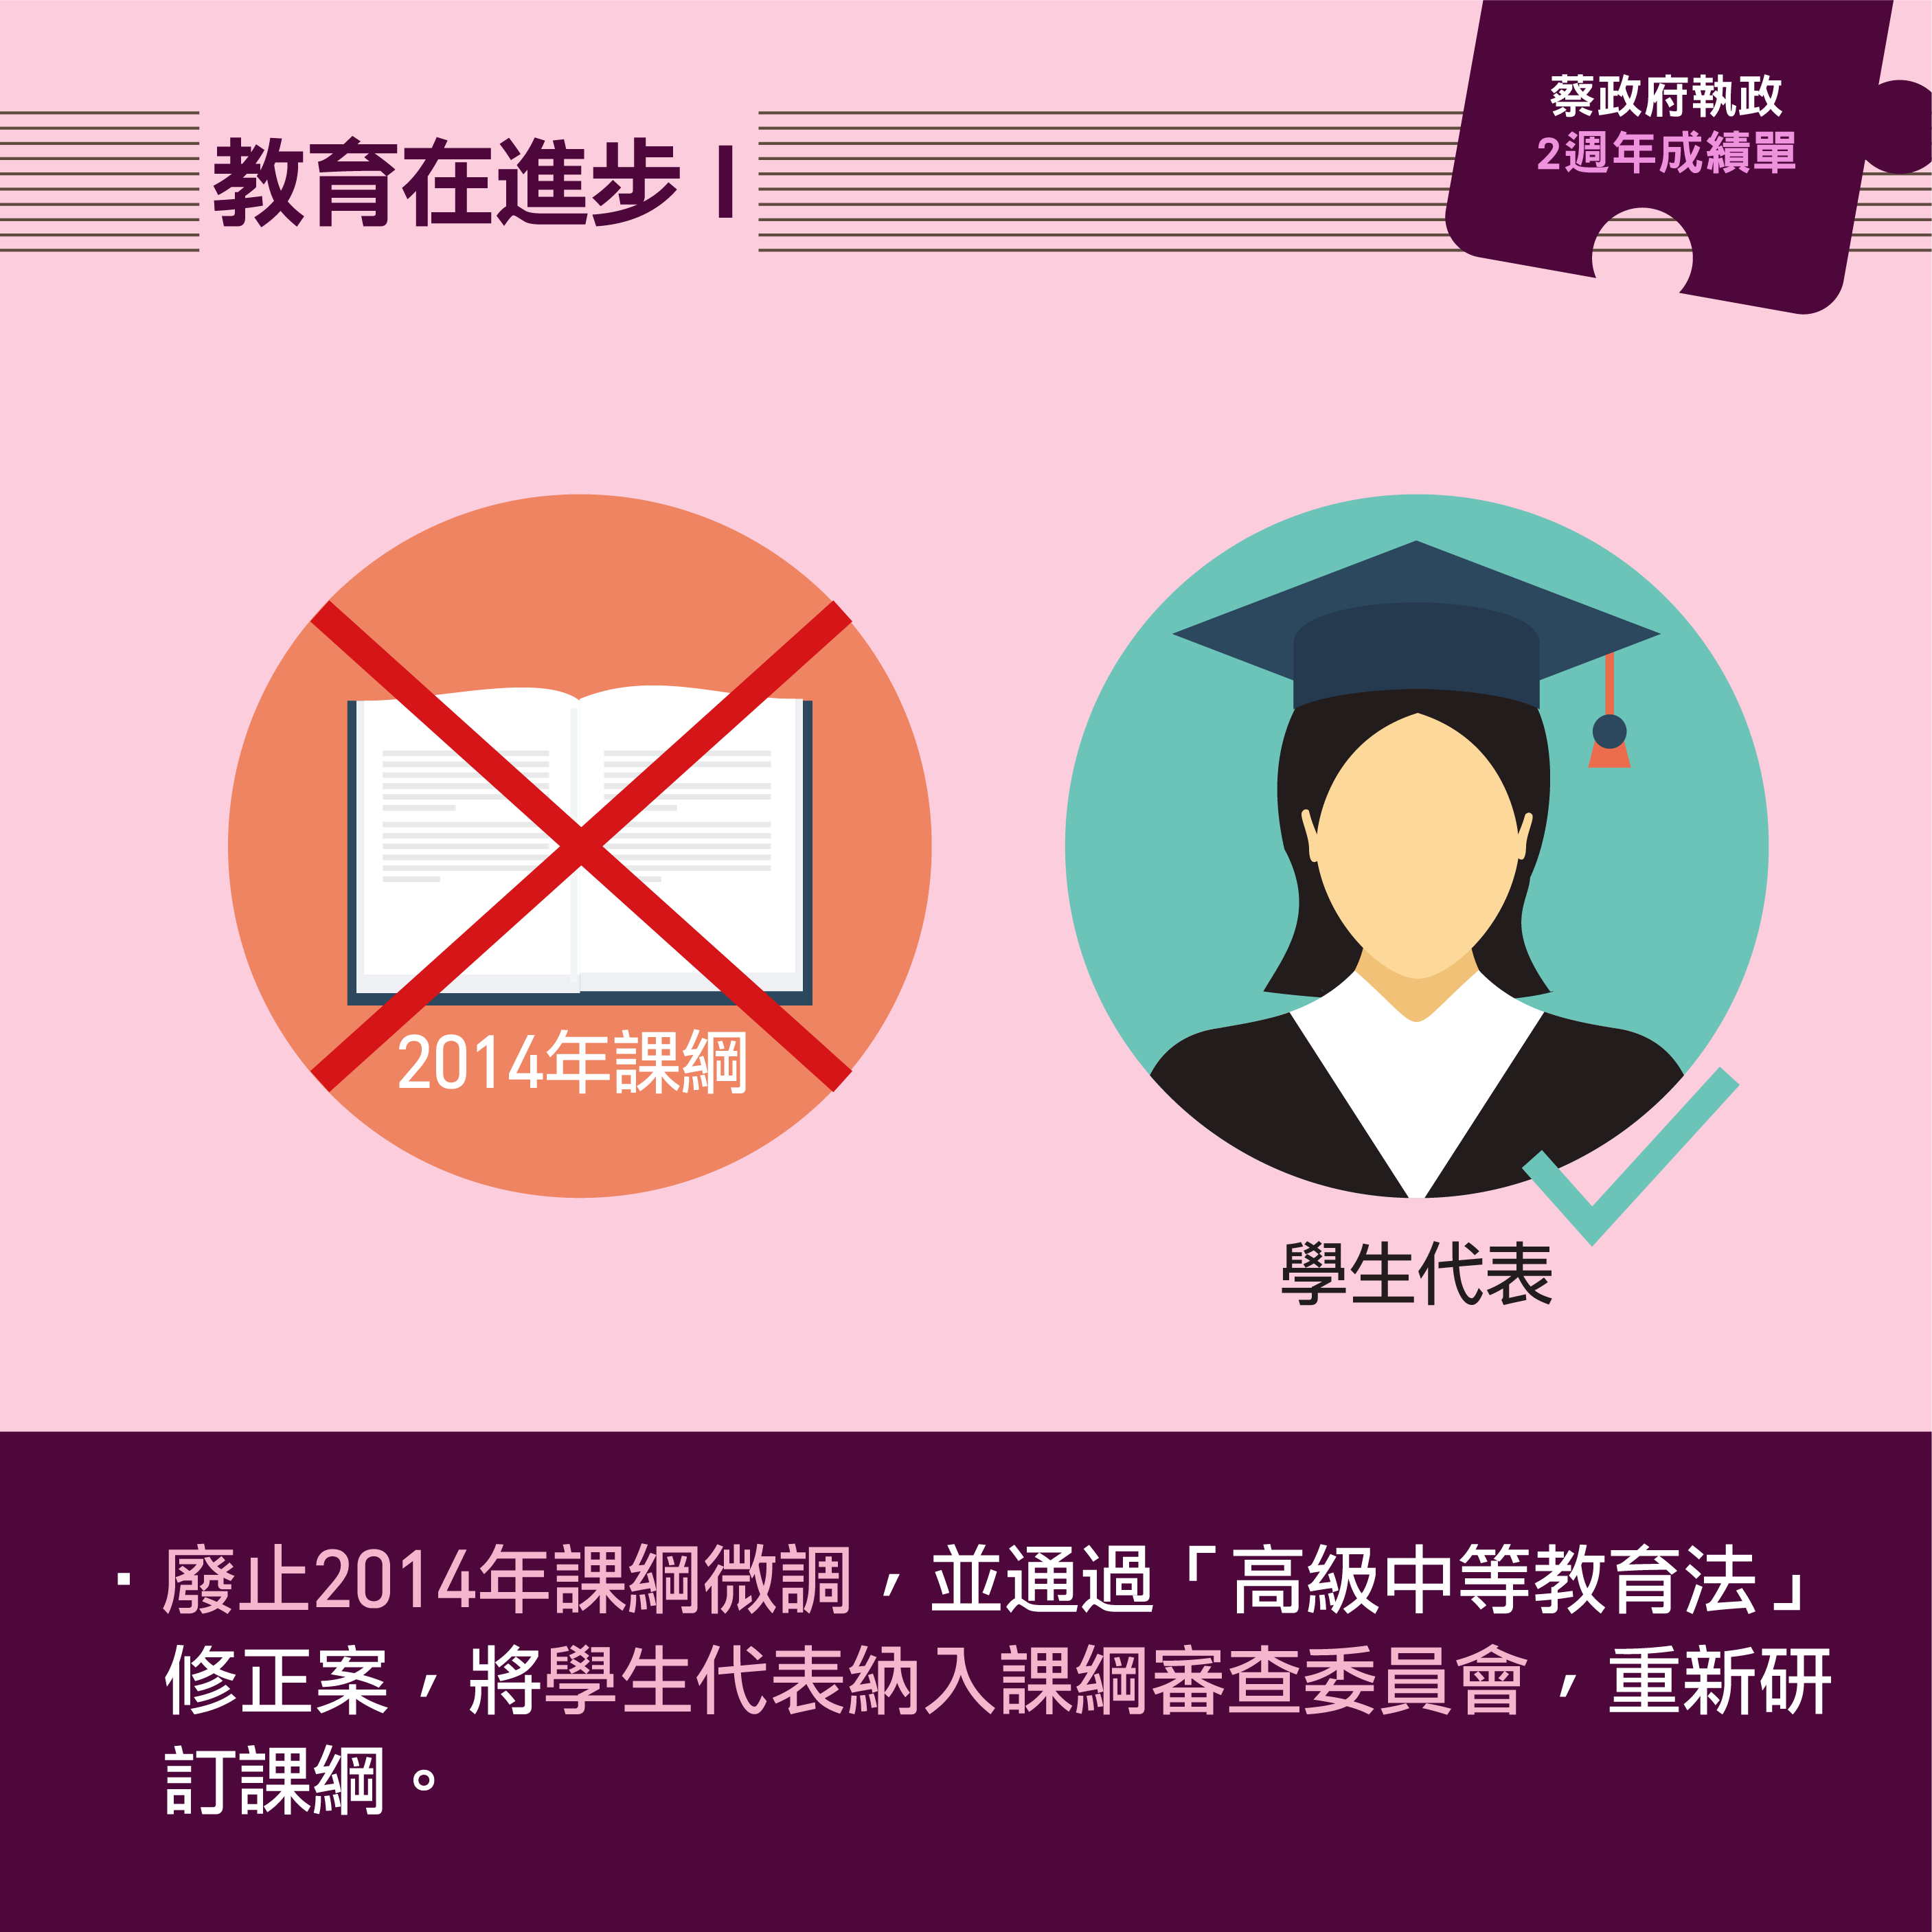 教育在進步 I
蔡政府執政
2週年成績單
2014年課綱
學生代表
· 廢止2014年課綱微調，並通過「高級中等教育法」
修正案，將學生代表納入課綱審查委員會，重新研
訂課綱。